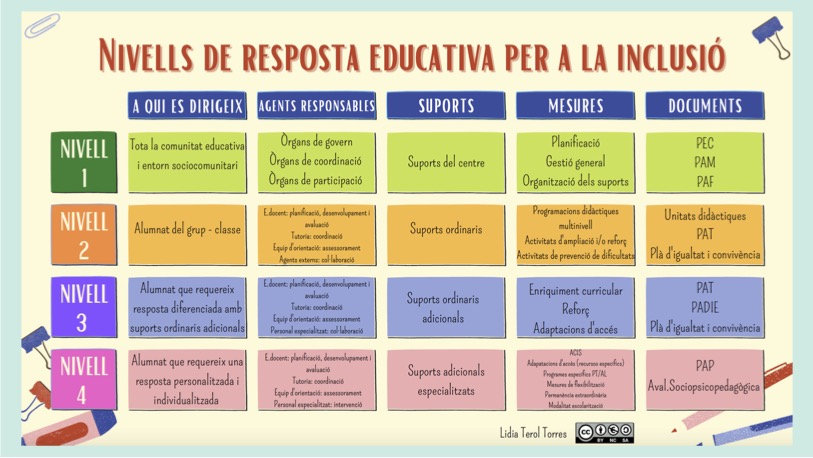 NIVELLS DE RESPOSTA EDUCATIVA PER A LA INCLUSIÓ
A QUI ES DIRIGEIX
AGENTS RESPONSABLES
SUPORTS
MESURES
DOCUMENTS
NIVELL
1
Tota la comunitat educativa
i entorn sociocomunitari
Òrgans de govern
Òrgans de coordinació
Òrgans de participació
Suports del centre
Planificació
Gestió general
Organització dels suports
PEC
PAM
PAF
NIVELL
2
Alumnat del grup - classe
E.docent: planificació, desenvolupament i
avaluació
Tutoria: coordinació
Equip d'orientació: assessorament
Agents externs: col·laboració
Suports ordinaris
Programacions didàctiques
multinivell
Activitats d'ampliació i/o reforç
Activitats de prevenció de dificultats
Unitats didàctiques
PAT
Plà d'igualtat i convivència
NIVELL
3
Alumnat que requereix
resposta diferenciada amb
suports ordinaris adicionals
E.docent: planificació, desenvolupament i
avaluació
Tutoria: coordinació
Equip d'orientació: assessorament
Personal especialitzat: col·laboració
Suports ordinaris
adicionals
Enriquiment curricular
Reforç
Adaptacions d'accés
PAT
PADIE
Plà d'igualtat i convivència
NIVELL
4
Alumnat que requereix una
resposta personalitzada i
individualitzada
E.docent: planificació, desenvolupament i
avaluació
Tutoria: coordinació
Equip d'orientació: assessorament
Personal especialitzat: intervenció
Suports adicionals
especialitzats
ACIS
Adaptacions d'accés (recursos específics)
Programes específics PT/AL
Mesures de flexibilització
Permanència extraordinària
Modalitat escolarització
PAP
Aval.Sociopsicopedagògica
Lidia Terol Torres
CC BY NC SA